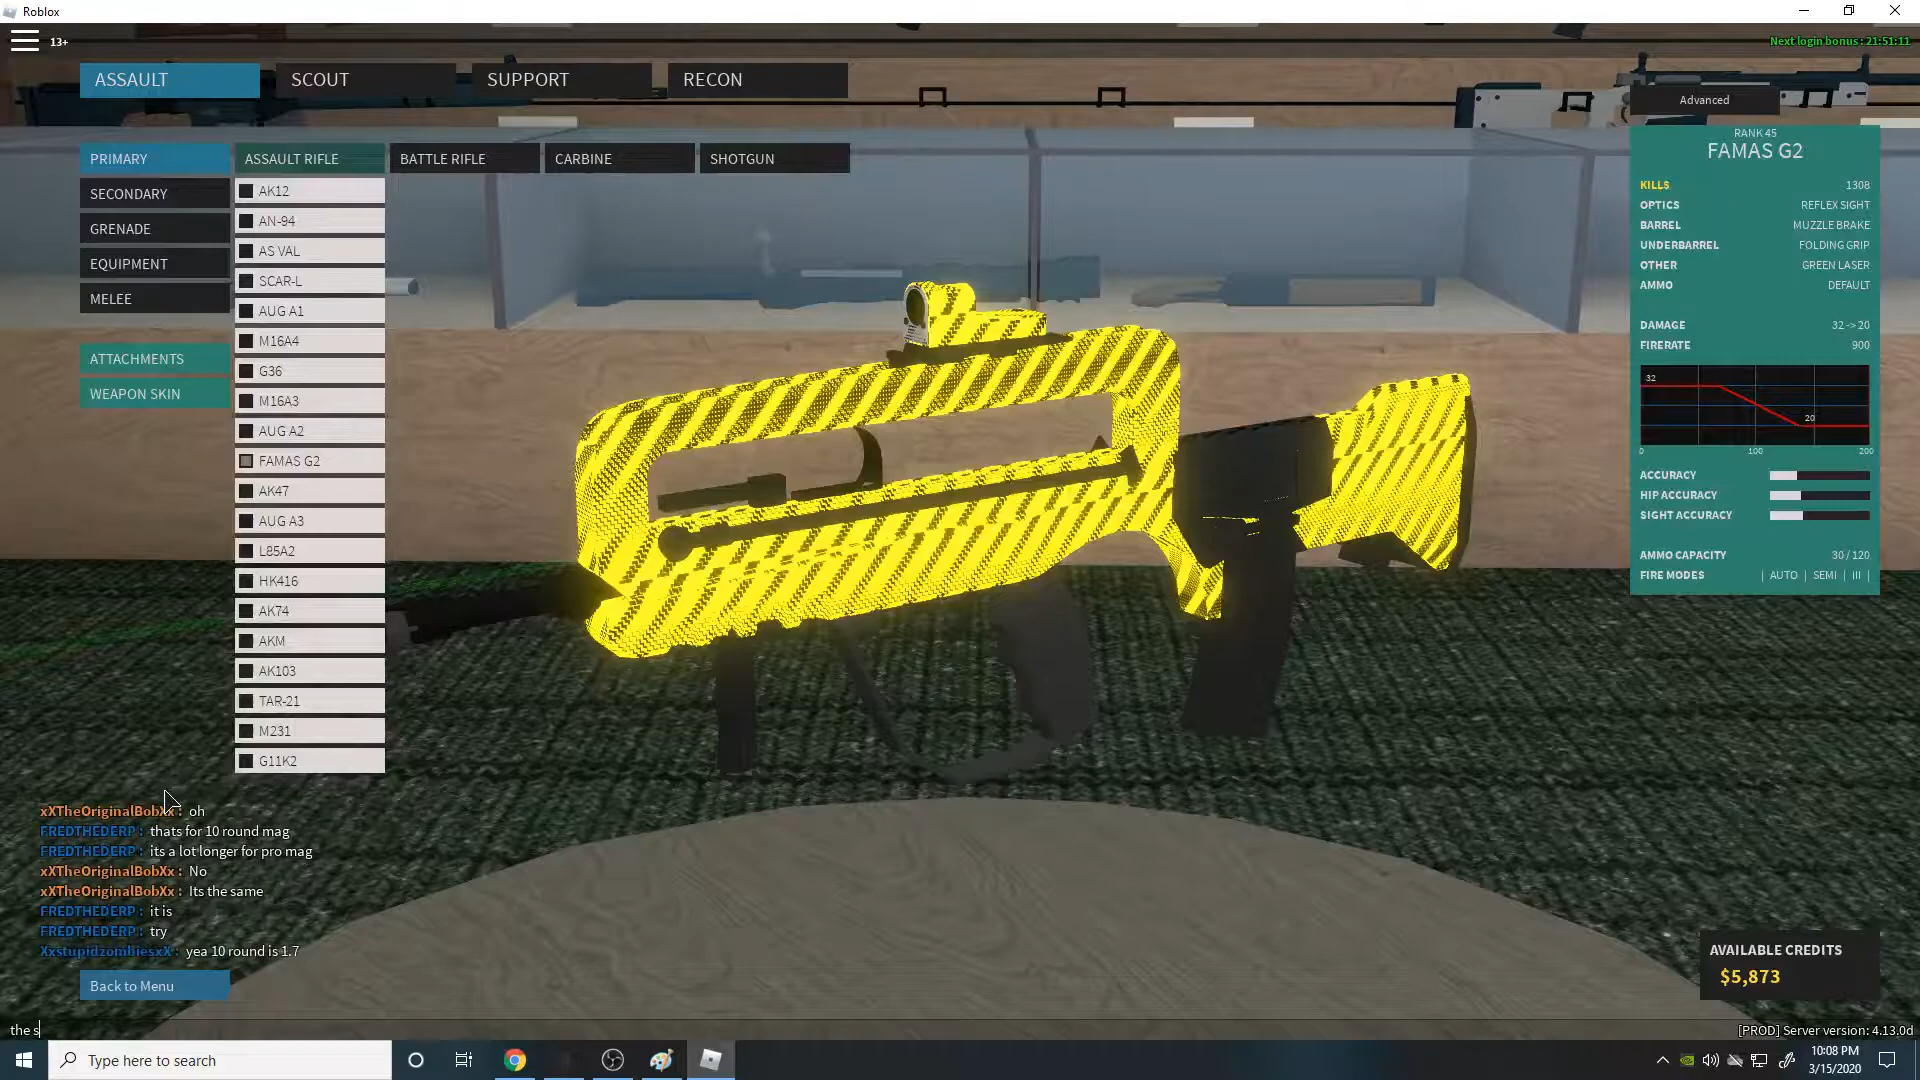 Roblox
13+
Next login bonus : 21:51:11
ASSAULT SCOUT SUPPORT RECON
Advanced
PRIMARY
SECONDARY
GRENADE
EQUIPMENT
MELEE
ATTACHMENTS
WEAPON SKIN
ASSAULT RIFLE BATTLE RIFLE CARBINE SHOTGUN
AK12
AN-94
AS VAL
SCAR-L
AUG A1
M16A4
G36
M16A3
AUG A2
FAMAS G2
AK47
AUG A3
L85A2
HK416
AK74
AKM
AK103
TAR-21
M231
G11K2
RANK 45
FAMAS G2
KILLS 1308
OPTICS REFLEX SIGHT
BARREL MUZZLE BRAKE
UNDERBARREL FOLDING GRIP
OTHER GREEN LASER
AMMO DEFAULT
DAMAGE 32 -> 20
FIRERATE 900
32
20
0 100 200
ACCURACY
HIP ACCURACY
SIGHT ACCURACY
AMMO CAPACITY 30 / 120
FIRE MODES | AUTO | SEMI | III |
xXTheOriginalBobXx : oh
FREDTHEDERP : thats for 10 round mag
FREDTHEDERP : its a lot longer for pro mag
xXTheOriginalBobXx : No
xXTheOriginalBobXx : Its the same
FREDTHEDERP : it is
FREDTHEDERP : try
XxstupidzombiesxX : yea 10 round is 1.7
Back to Menu
AVAILABLE CREDITS
$5,873
the s
[PROD] Server version: 4.13.0d
Type here to search
10:08 PM
3/15/2020